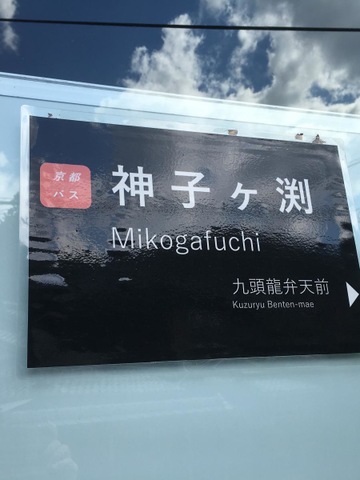 京都
バス
神子ヶ渕
Mikogafuchi
九頭龍弁天前
Kuzuryu Benten-mae